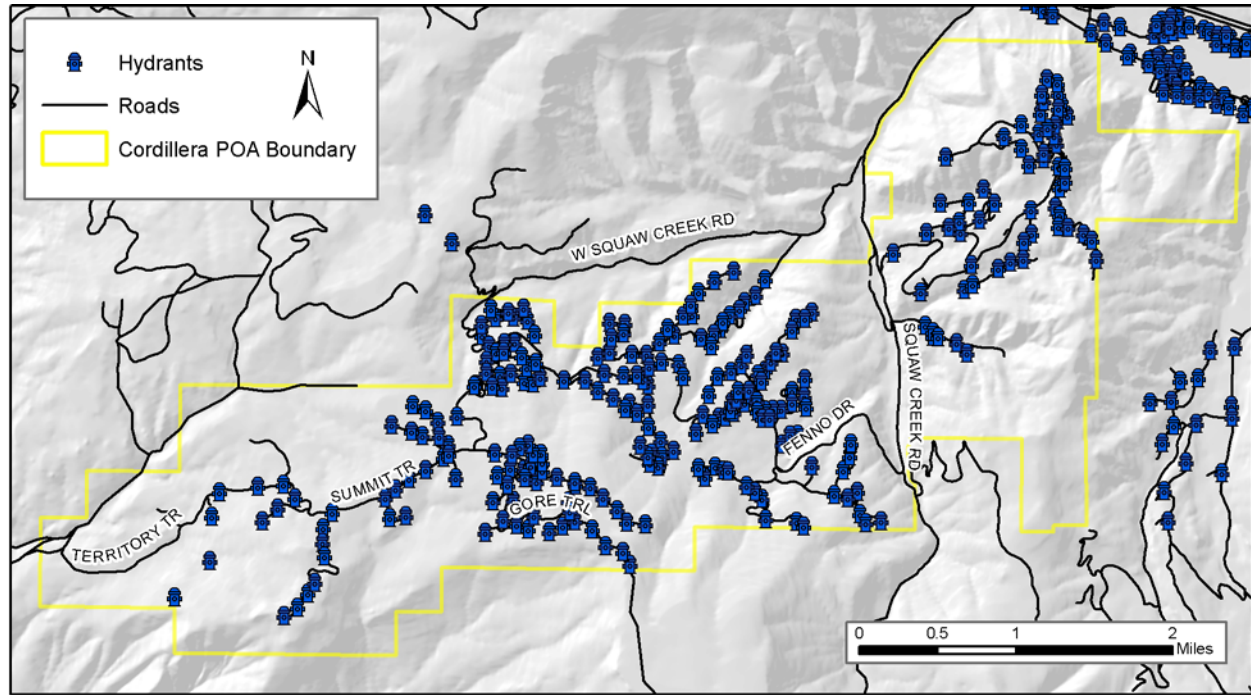 N
Hydrants
Roads
Cordillera POA Boundary
W SQUAW CREEK RD
SQUAW CREEK RD
FENNO DR
SUMMIT TR
GORE TRL
TERRITORY TR
0 0.5 1 2
Miles